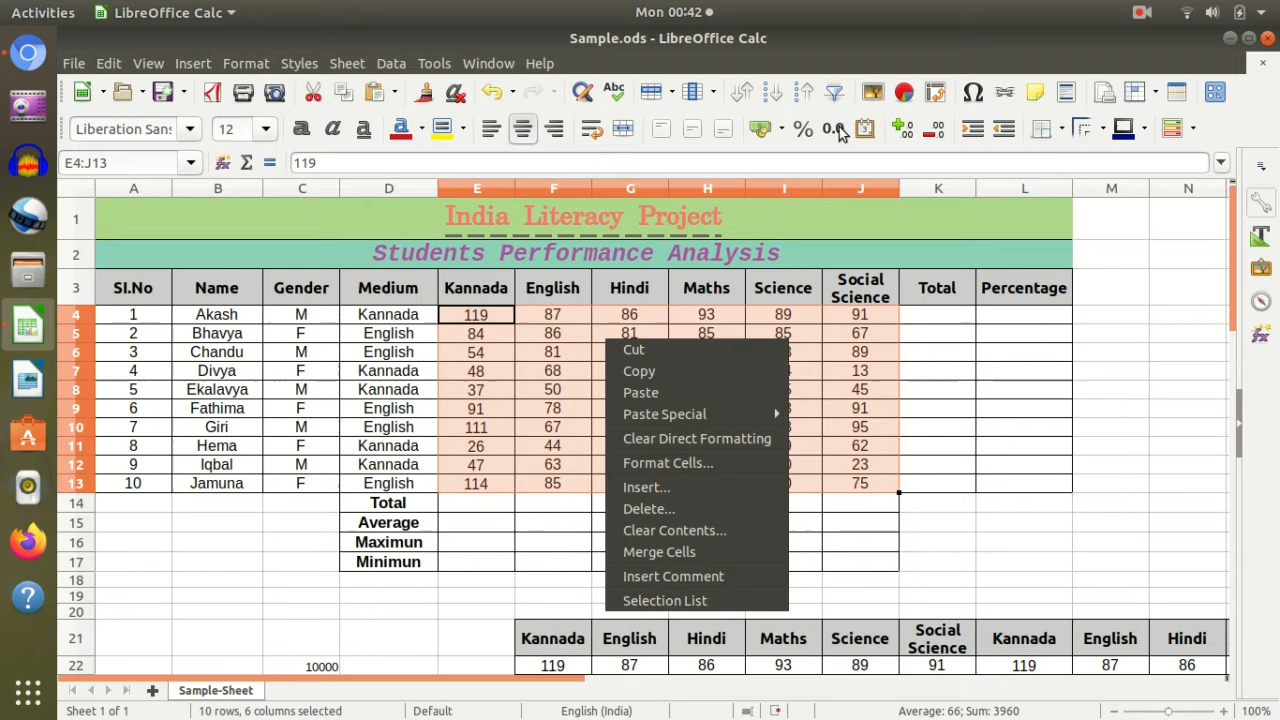 Activities LibreOffice Calc Mon 00:42
Sample.ods - LibreOffice Calc
File Edit View Insert Format Styles Sheet Data Tools Window Help
Liberation Sans 12
E4:J13 119
A B C D E F G H I J K L M N
1 India Literacy Project
2 Students Performance Analysis
3 SI.No Name Gender Medium Kannada English Hindi Maths Science Social Science Total Percentage
4 1 Akash M Kannada 119 87 86 93 89 91
5 2 Bhavya F English 84 86 81 85 85 67
6 3 Chandu M English 54 81 89
7 4 Divya F Kannada 48 68 13
8 5 Ekalavya M Kannada 37 50 45
9 6 Fathima F English 91 78 91
10 7 Giri M English 111 67 95
11 8 Hema F Kannada 26 44 62
12 9 Iqbal M Kannada 47 63 23
13 10 Jamuna F English 114 85 75
14 Total
15 Average
16 Maximun
17 Minimun
18
19
20
21 Kannada English Hindi Maths Science Social Science Kannada English Hindi
22 10000 119 87 86 93 89 91 119 87 86
Cut
Copy
Paste
Paste Special
Clear Direct Formatting
Format Cells...
Insert...
Delete...
Clear Contents...
Merge Cells
Insert Comment
Selection List
Sample-Sheet
Sheet 1 of 1 10 rows, 6 columns selected Default English (India) Average: 66; Sum: 3960 100%